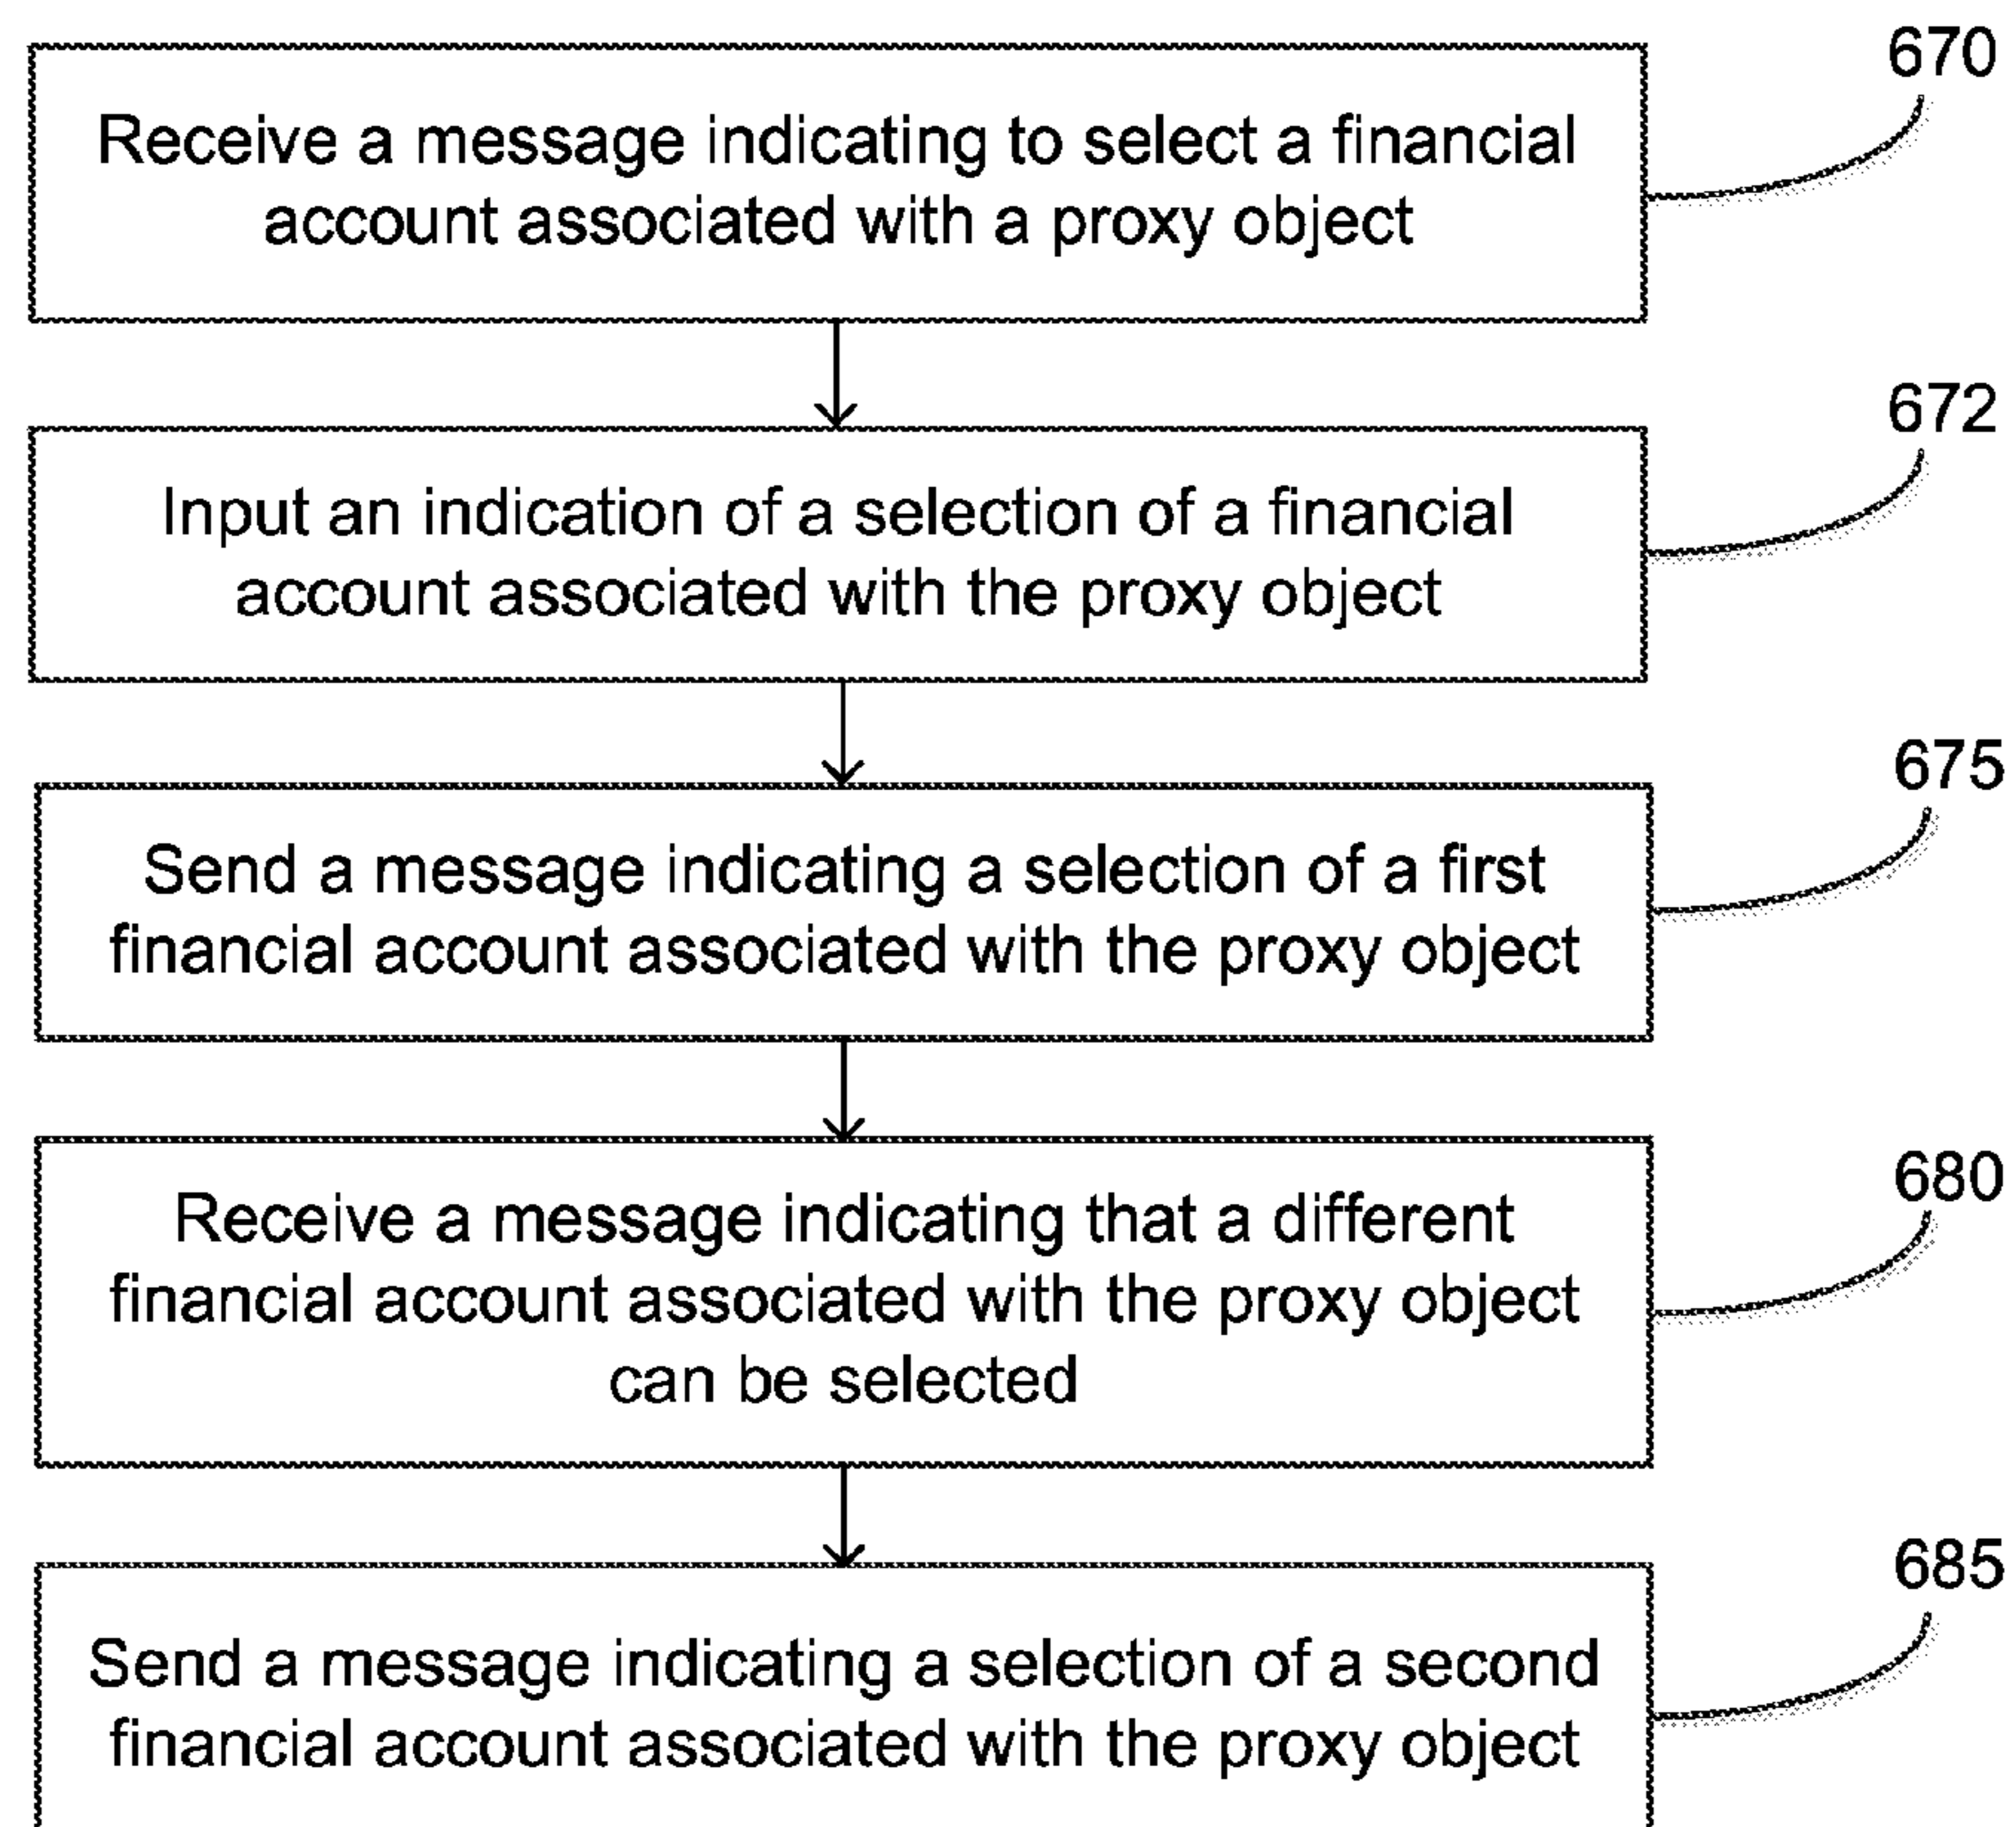 670
Receive a message indicating to select a financial
account associated with a proxy object
672
Input an indication of a selection of a financial
account associated with the proxy object
675
Send a message indicating a selection of a first
financial account associated with the proxy object
680
Receive a message indicating that a different
financial account associated with the proxy object
can be selected
685
Send a message indicating a selection of a second
financial account associated with the proxy object